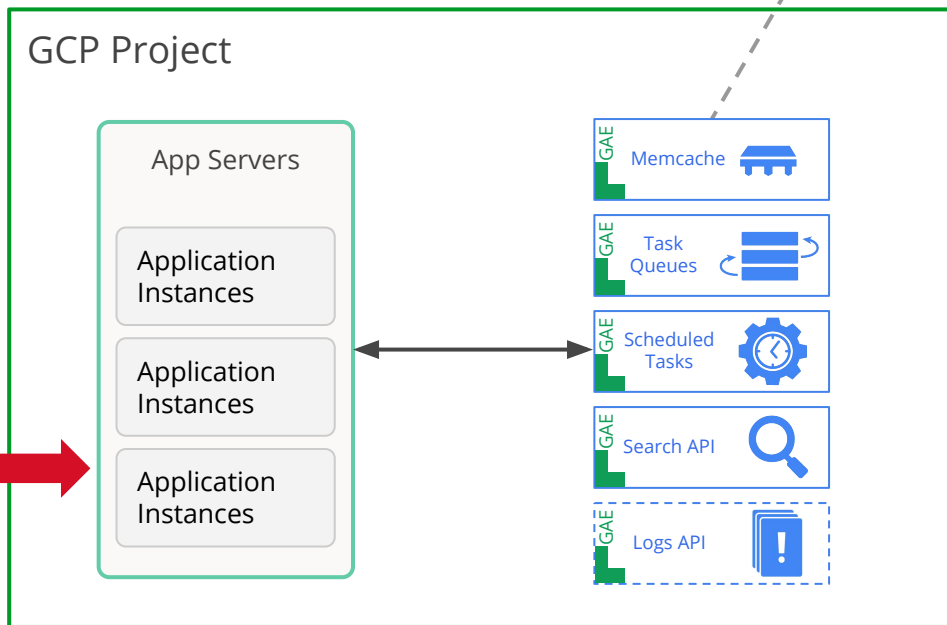 GCP Project
App Servers
Application
Instances
Application
Instances
Application
Instances
GAE
Memcache
GAE
Task
Queues
GAE
Scheduled
Tasks
GAE
Search API
GAE
Logs API